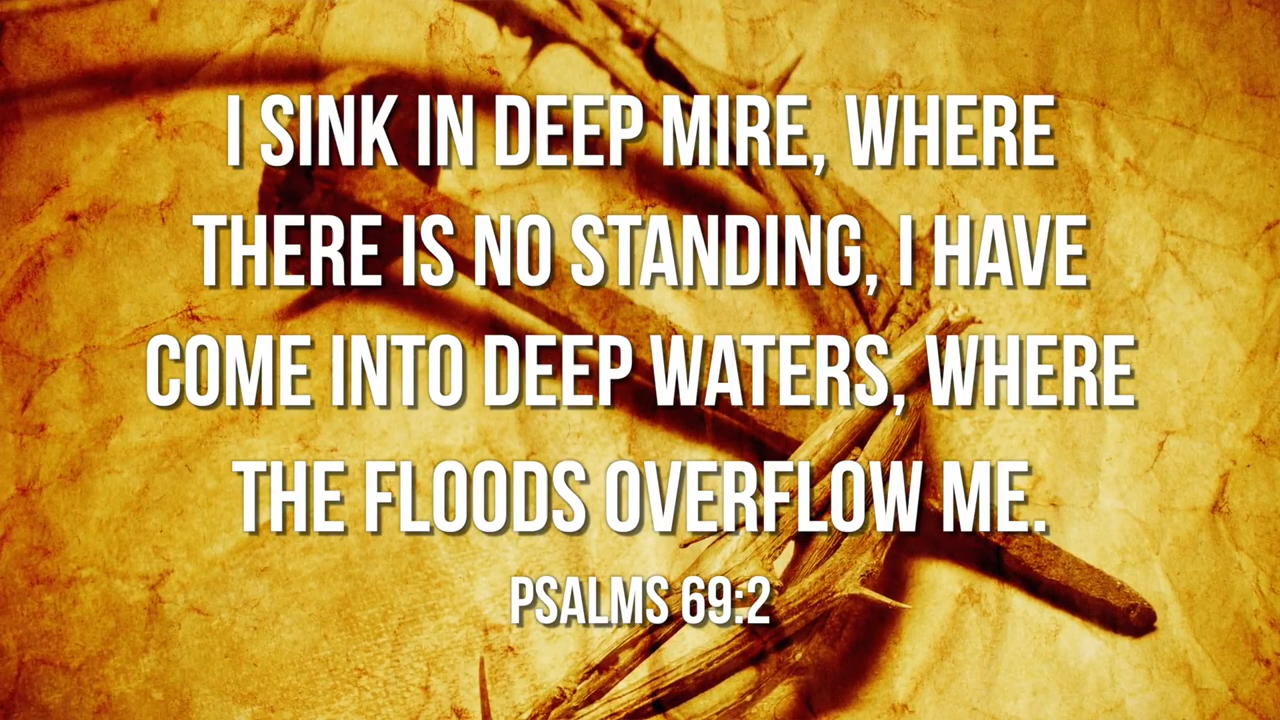 I SINK IN DEEP MIRE, WHERE
THERE IS NO STANDING, I HAVE
COME INTO DEEP WATERS, WHERE
THE FLOODS OVERFLOW ME.
PSALMS 69:2